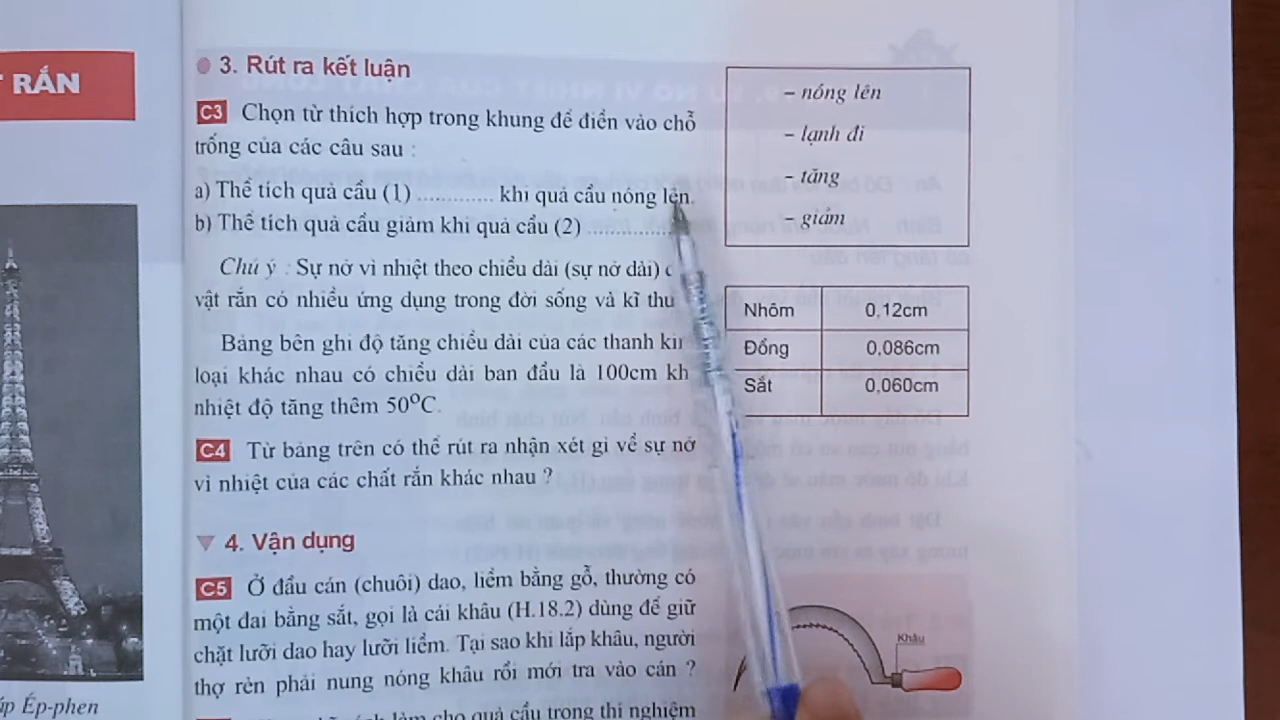 RẮN
3. Rút ra kết luận
C3 Chọn từ thích hợp trong khung để điền vào chỗ
trống của các câu sau :
a) Thể tích quả cầu (1) ............. khi quả cầu nóng lên.
b) Thể tích quả cầu giảm khi quả cầu (2) ...............
Chú ý : Sự nở vì nhiệt theo chiều dài (sự nở dài)
vật rắn có nhiều ứng dụng trong đời sống và kĩ
Bảng bên ghi độ tăng chiều dài của các thanh
loại khác nhau có chiều dài ban đầu là 100cm
nhiệt độ tăng thêm 50°C.
C4 Từ bảng trên có thể rút ra nhận xét gì về sự nở
vì nhiệt của các chất rắn khác nhau ?
4. Vận dụng
C5 Ở đầu cán (chuôi) dao, liềm bằng gỗ, thường có
một đai bằng sắt, gọi là cái khâu (H.18.2) dùng để giữ
chặt lưỡi dao hay lưỡi liềm. Tại sao khi lắp khâu, người
thợ rèn phải nung nóng khâu rồi mới tra vào cán ?
làm cho quả cầu trong thí nghiệm
– nóng lên
– lạnh đi
– tăng
– giảm
Nhôm 0,12cm
Đồng 0,086cm
Sắt 0,060cm
Khâu
Ép-phen